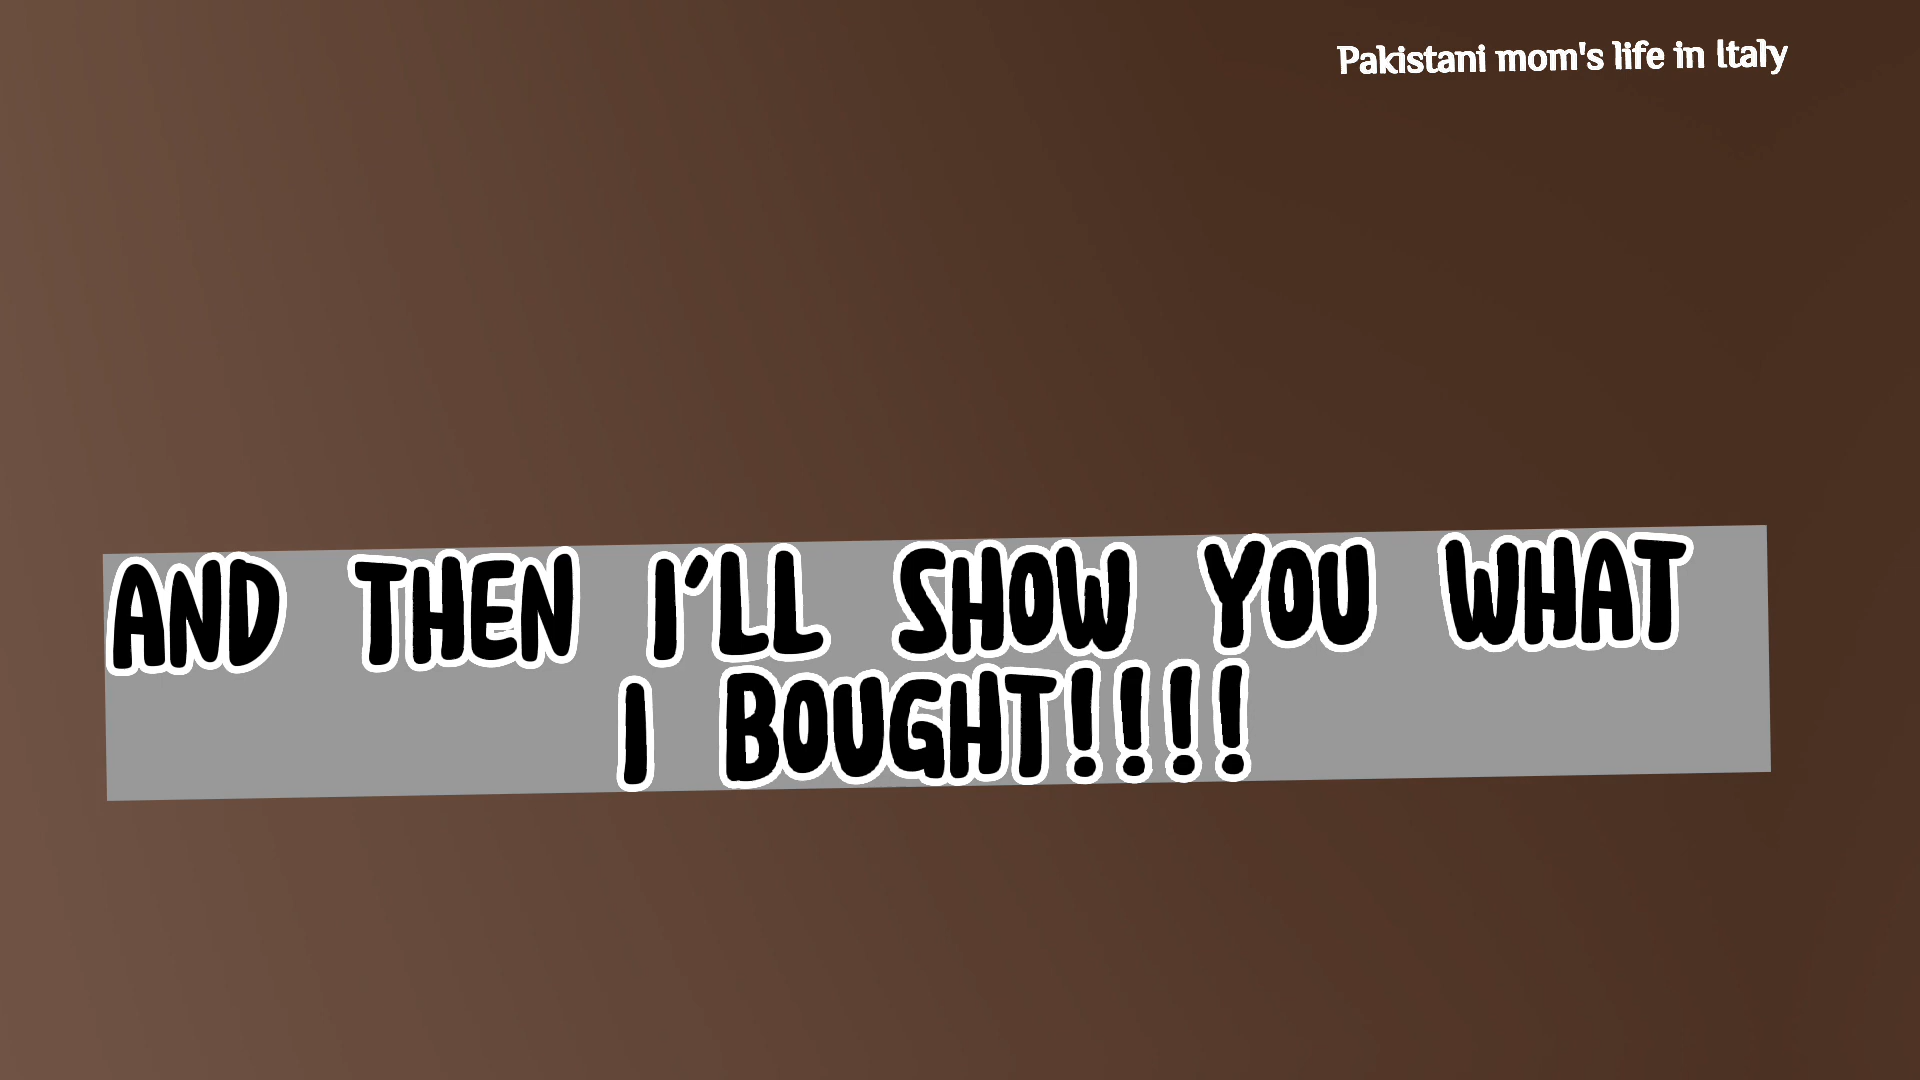 Pakistani mom's life in Italy
AND THEN I'LL SHOW YOU WHAT
I BOUGHT!!!!